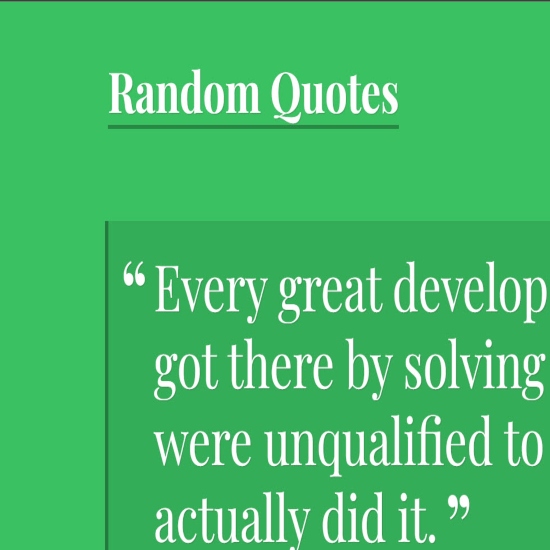 Random Quotes
“ Every great develop
got there by solving
were unqualified to
actually did it. ”